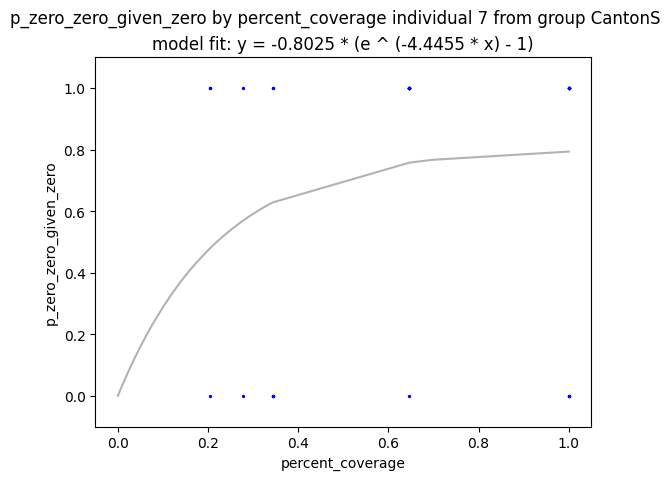 p_zero_zero_given_zero by percent_coverage individual 7 from group CantonS
model fit: y = -0.8025 * (e ^ (-4.4455 * x) - 1)
1.0
0.8
0.6
0.4
0.2
0.0
p_zero_zero_given_zero
0.0 0.2 0.4 0.6 0.8 1.0
percent_coverage